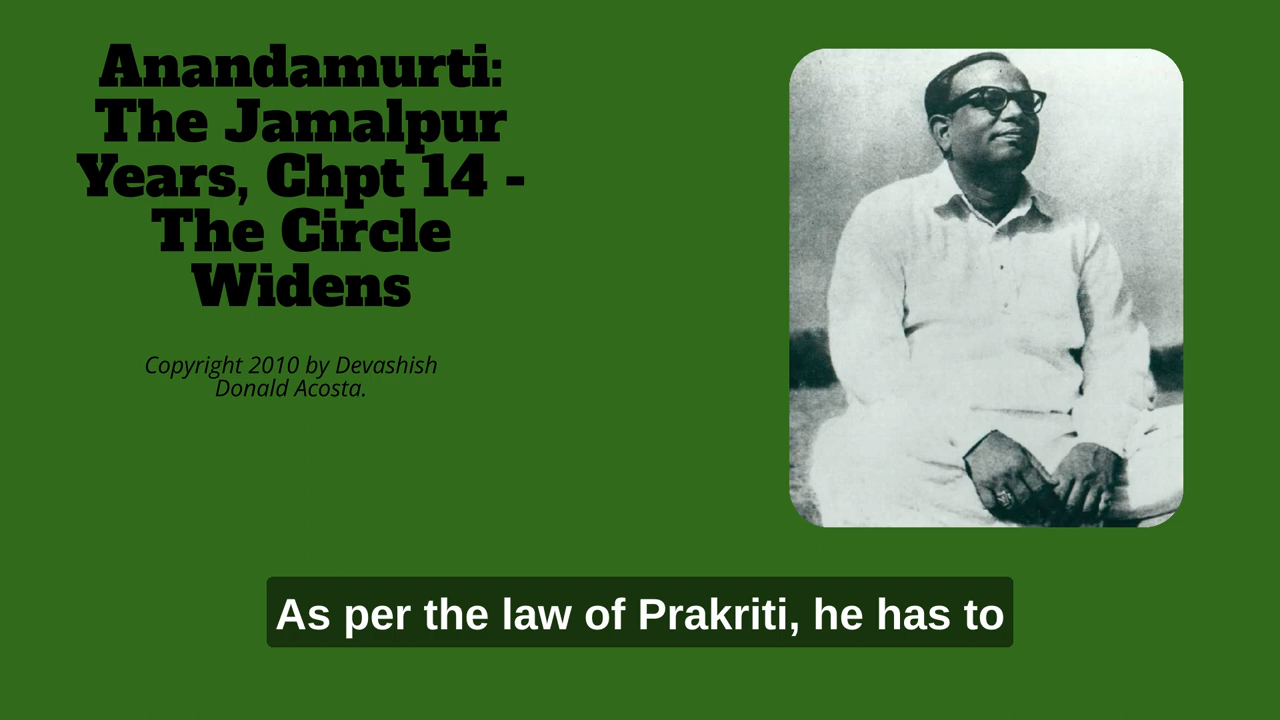 Anandamurti:
The Jamalpur
Years, Chpt 14 -
The Circle
Widens
Copyright 2010 by Devashish
Donald Acosta.
As per the law of Prakriti, he has to